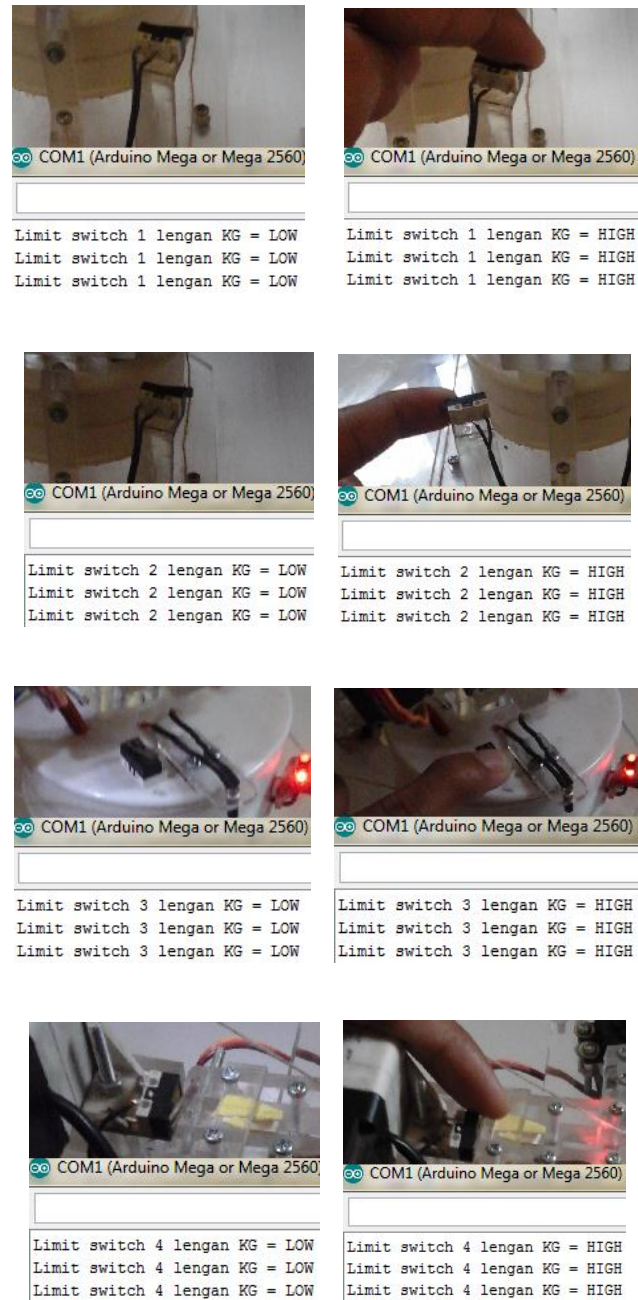 COM1 (Arduino Mega or Mega 2560)
Limit switch 1 lengan KG = LOW
Limit switch 1 lengan KG = LOW
Limit switch 1 lengan KG = LOW
COM1 (Arduino Mega or Mega 2560)
Limit switch 1 lengan KG = HIGH
Limit switch 1 lengan KG = HIGH
Limit switch 1 lengan KG = HIGH
COM1 (Arduino Mega or Mega 2560)
Limit switch 2 lengan KG = LOW
Limit switch 2 lengan KG = LOW
Limit switch 2 lengan KG = LOW
COM1 (Arduino Mega or Mega 2560)
Limit switch 2 lengan KG = HIGH
Limit switch 2 lengan KG = HIGH
Limit switch 2 lengan KG = HIGH
COM1 (Arduino Mega or Mega 2560)
Limit switch 3 lengan KG = LOW
Limit switch 3 lengan KG = LOW
Limit switch 3 lengan KG = LOW
COM1 (Arduino Mega or Mega 2560)
Limit switch 3 lengan KG = HIGH
Limit switch 3 lengan KG = HIGH
Limit switch 3 lengan KG = HIGH
COM1 (Arduino Mega or Mega 2560)
Limit switch 4 lengan KG = LOW
Limit switch 4 lengan KG = LOW
Limit switch 4 lengan KG = LOW
COM1 (Arduino Mega or Mega 2560)
Limit switch 4 lengan KG = HIGH
Limit switch 4 lengan KG = HIGH
Limit switch 4 lengan KG = HIGH